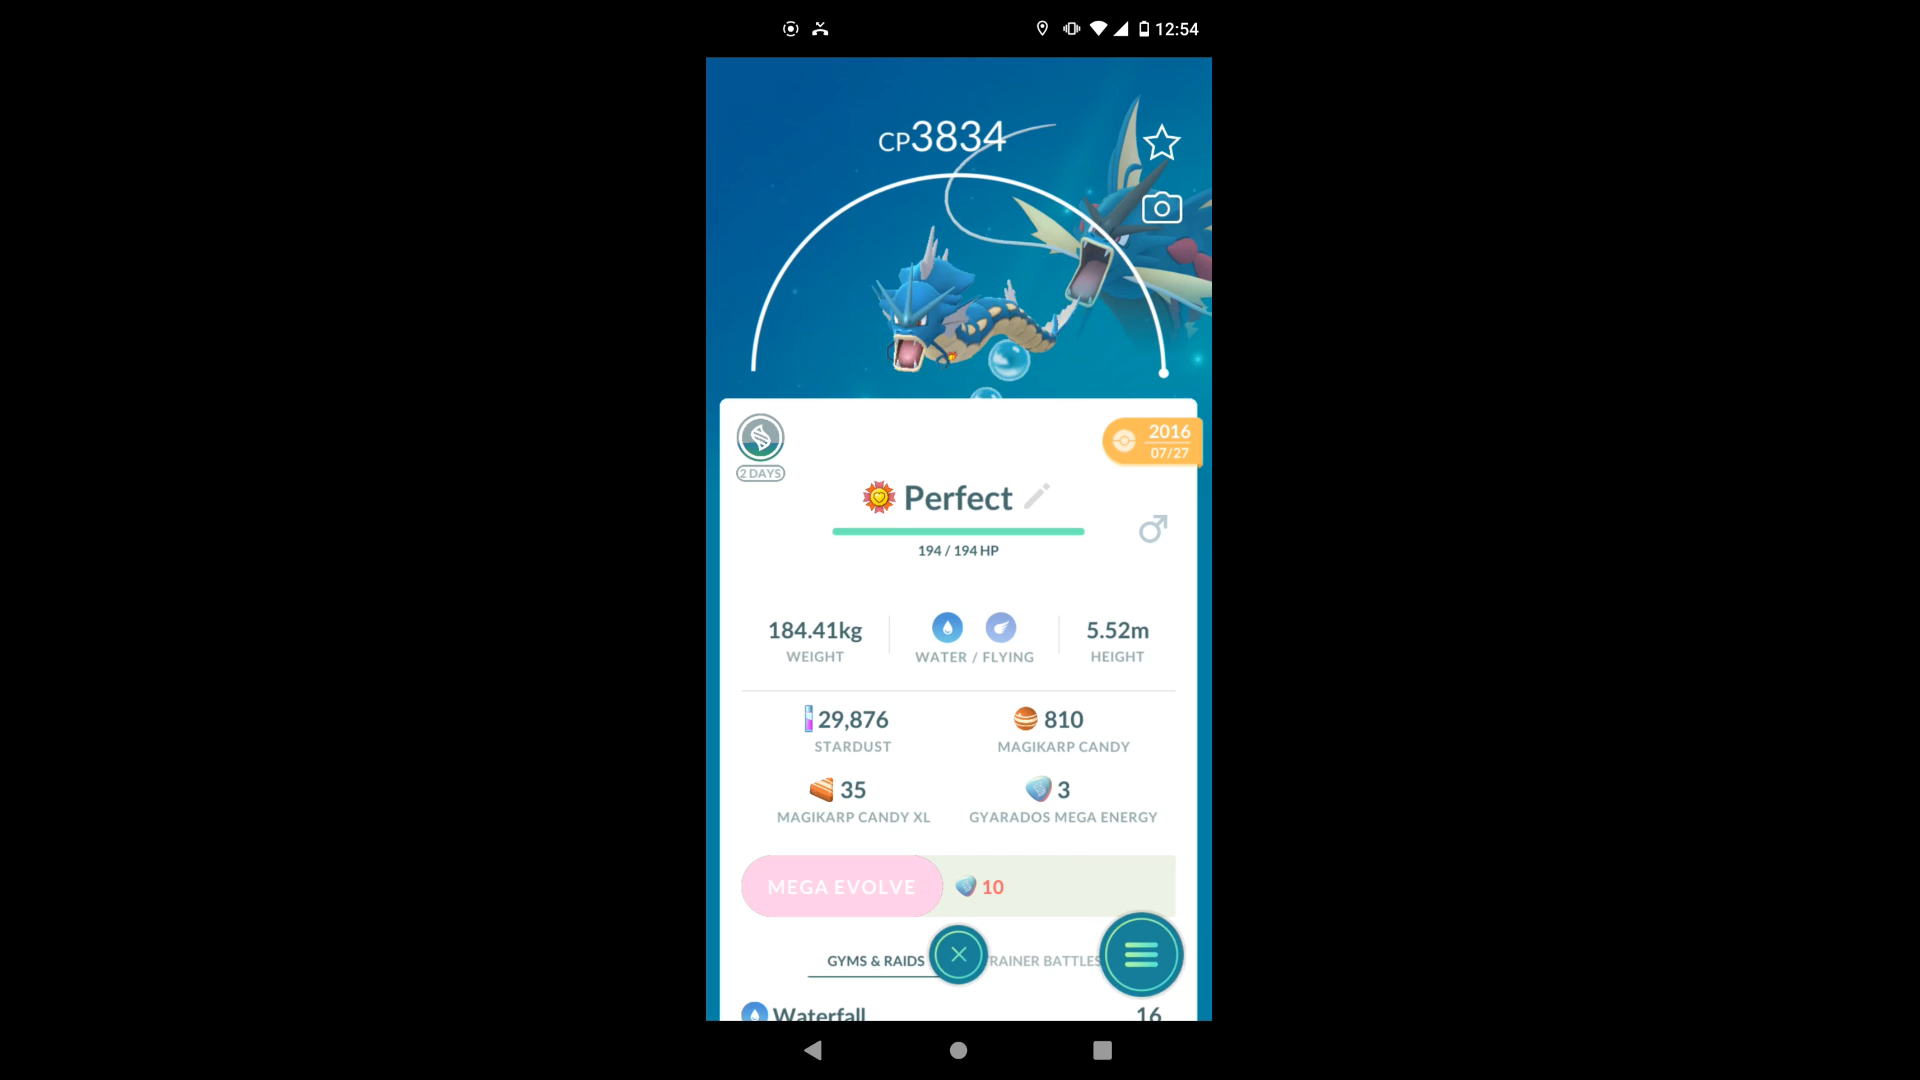 12:54
CP3834
2016
07/27
2 DAYS
Perfect
194 / 194 HP
184.41kg
WEIGHT
WATER / FLYING
5.52m
HEIGHT
29,876
STARDUST
810
MAGIKARP CANDY
35
MAGIKARP CANDY XL
3
GYARADOS MEGA ENERGY
MEGA EVOLVE
10
GYMS & RAIDS
RAINER BATTLES
Waterfall
16